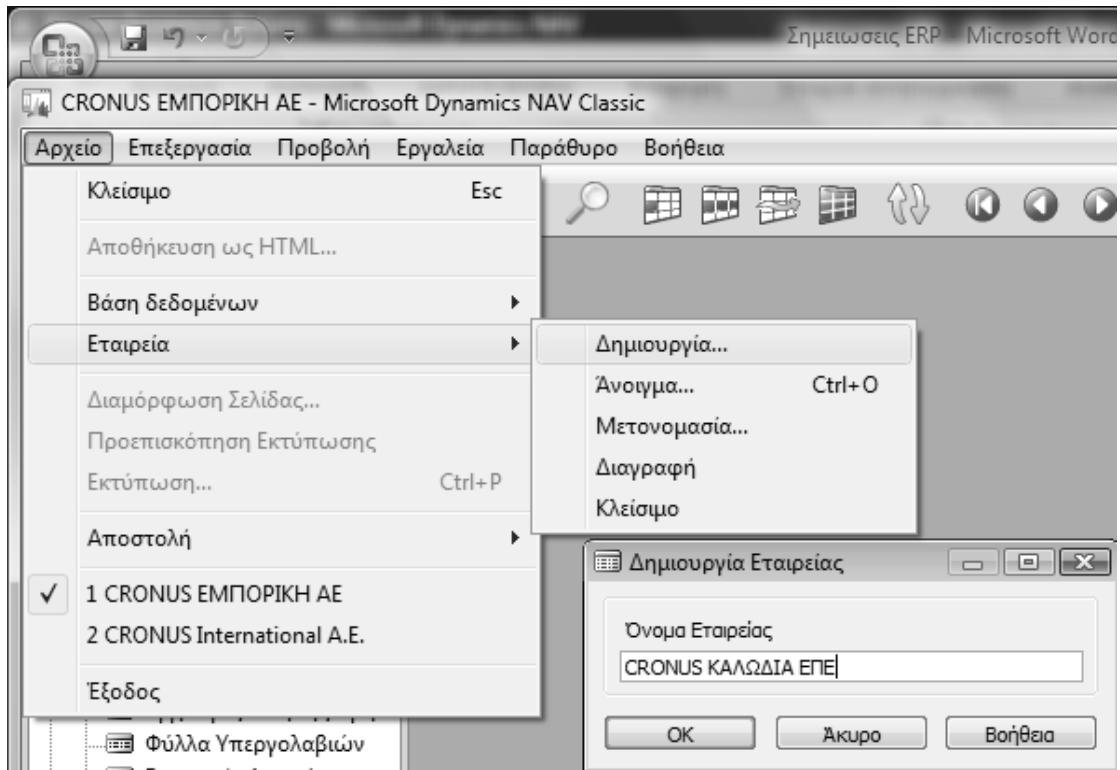 Σημειωσεις ERP - Microsoft Word
CRONUS ΕΜΠΟΡΙΚΗ ΑΕ - Microsoft Dynamics NAV Classic
Αρχείο Επεξεργασία Προβολή Εργαλεία Παράθυρο Βοήθεια
Κλείσιμο Esc
Αποθήκευση ως HTML...
Βάση δεδομένων
Εταιρεία
Δημιουργία...
Άνοιγμα... Ctrl+O
Μετονομασία...
Διαγραφή
Κλείσιμο
Διαμόρφωση Σελίδας...
Προεπισκόπηση Εκτύπωσης
Εκτύπωση... Ctrl+P
Αποστολή
1 CRONUS ΕΜΠΟΡΙΚΗ ΑΕ
2 CRONUS International A.E.
Έξοδος
Φύλλα Υπεργολαβιών
Δημιουργία Εταιρείας
Όνομα Εταιρείας
CRONUS ΚΑΛΩΔΙΑ ΕΠΕ
OK Άκυρο Βοήθεια